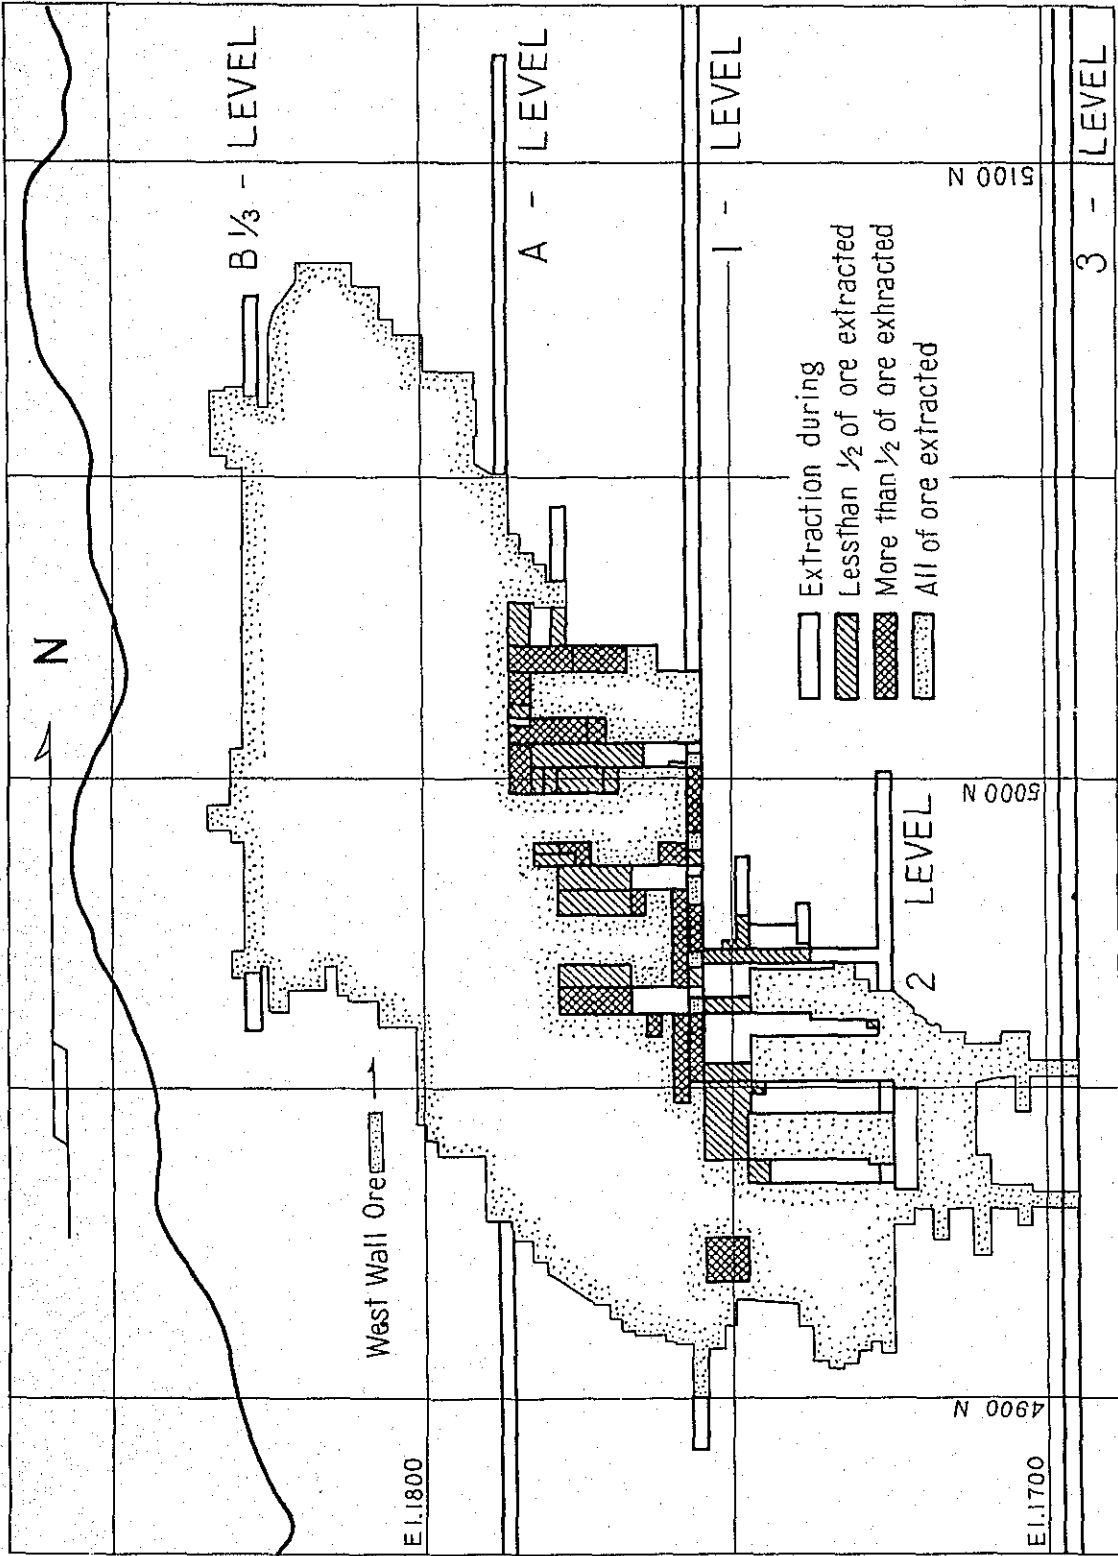 N
B ⅓ - LEVEL
West Wall Ore
El.1800
A - LEVEL
1 - LEVEL
Extraction during
Lessthan ½ of ore extracted
More than ½ of ore exhracted
All of ore extracted
2 LEVEL
4900 N
5000 N
5100 N
El.1700
3 - LEVEL